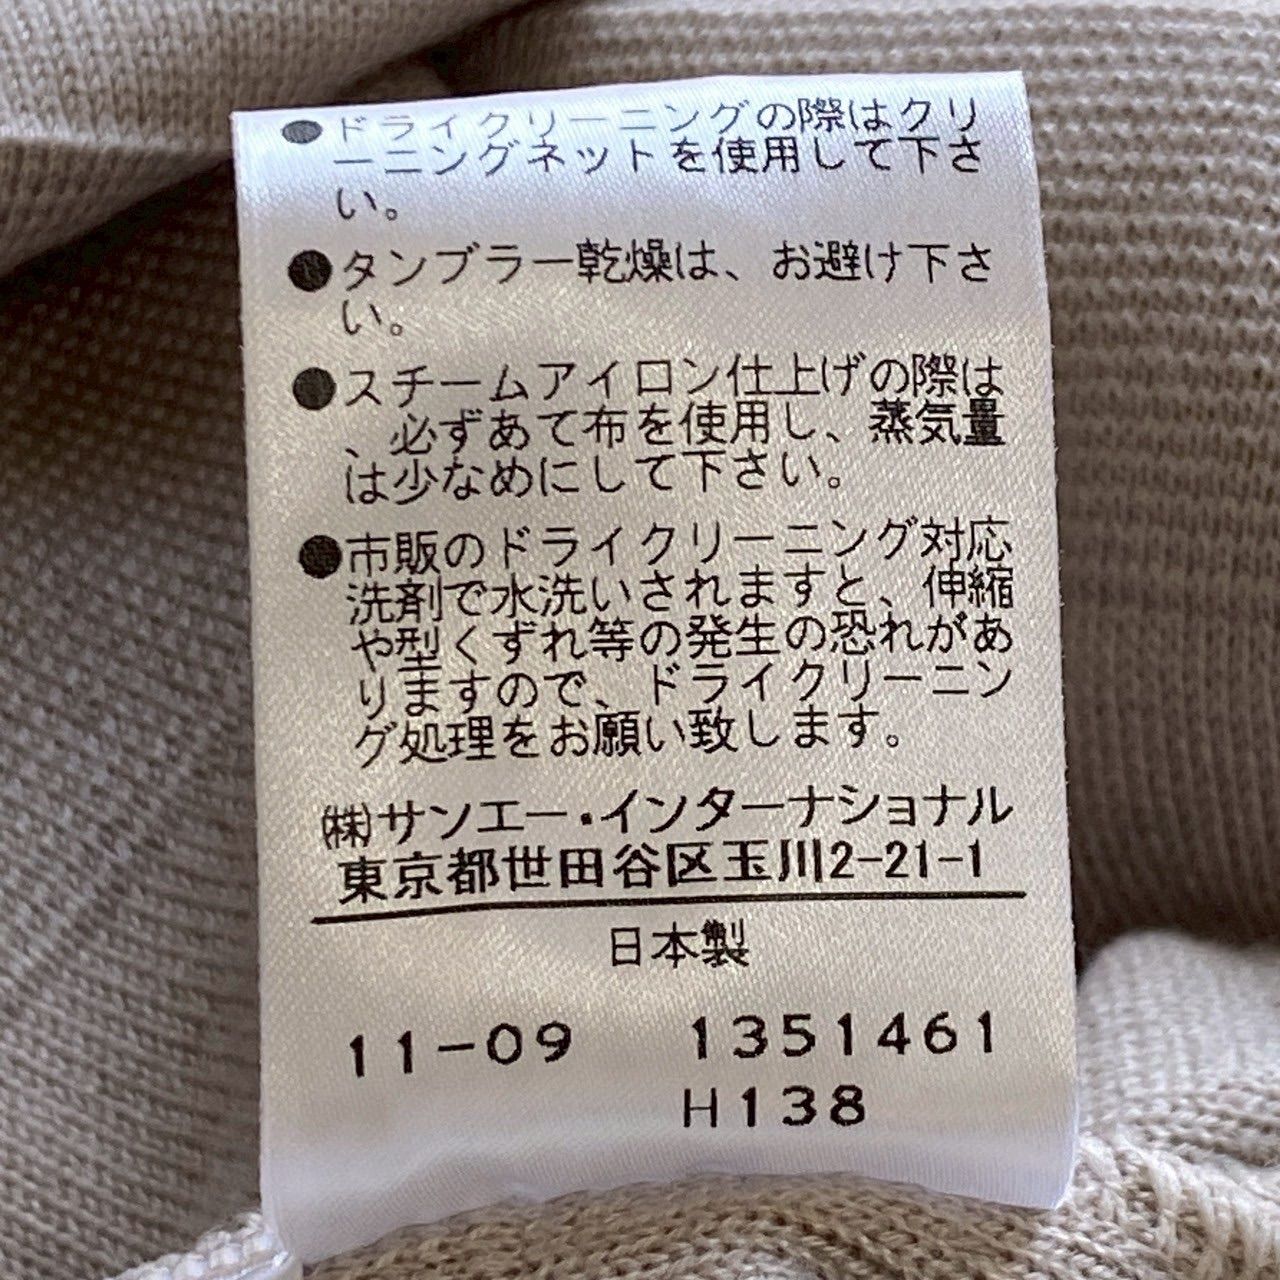 ●ドライクリーニングの際はクリ
ーニングネットを使用して下さ
い。
●タンブラー乾燥は、お避け下さ
い。
●スチームアイロン仕上げの際は
、必ずあて布を使用し、蒸気量
は少なめにして下さい。
●市販のドライクリーニング対応
洗剤で水洗いされますと、伸縮
や型くずれ等の発生の恐れがあ
りますので、ドライクリーニン
グ処理をお願い致します。
㈱サンエー・インターナショナル
東京都世田谷区玉川2-21-1
日本製
11-09 1351461
H138